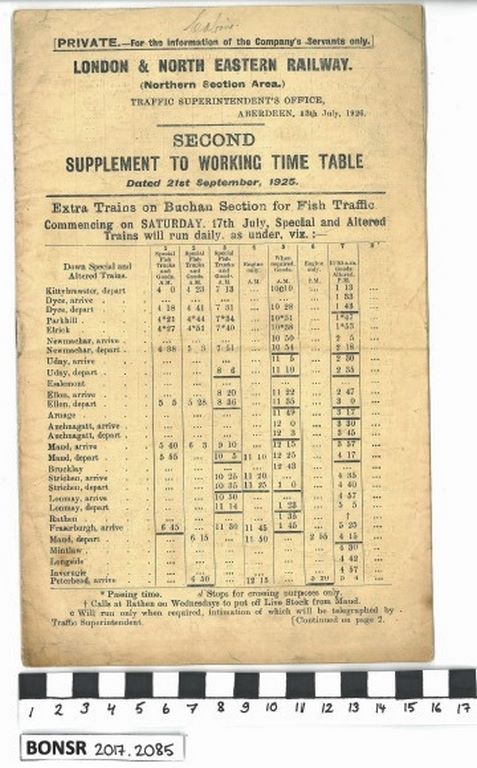 [PRIVATE.—For the information of the Company's Servants only.]
LONDON & NORTH EASTERN RAILWAY.
(Northern Section Area.)
TRAFFIC SUPERINTENDENT'S OFFICE,
ABERDEEN, 13th July, 1926.
SECOND
SUPPLEMENT TO WORKING TIME TABLE
Dated 21st September, 1925.
Extra Trains on Buchan Section for Fish Traffic
Commencing on SATURDAY, 17th July, Special and Altered
Trains will run daily, as under, viz. :—
1 2 3 4 5 6 7 8
Down Special and Altered Trains. Special Fish Trucks and Goods. Special Fish Trucks and Goods. Special Fish Trucks and Goods. Engine only. When required. Goods. Engine only. Goods Altered.
A.M. A.M. A.M. A.M. A.M. P.M. P.M.
Kittybrewster, depart 4 0 4 23 7 13 ... 10c10 ... 1 13 ...
Dyce, arrive ... ... ... ... ... ... 1 33 ...
Dyce, depart 4 18 4 41 7 31 ... 10 28 ... 1 43 ...
Parkhill 4*21 4*44 7*34 ... 10*31 ... 1*47 ...
Elrick 4*27 4*51 7*40 ... 10*38 ... 1*53 ...
Newmachar, arrive ... ... ... ... 10 50 ... 2 5 ...
Newmachar, depart 4 38 5 3 7 51 ... 10 54 ... 2 18 ...
Udny, arrive ... ... ... ... 11 5 ... 2 30 ...
Udny, depart ... ... 8 6 ... 11 10 ... 2 35 ...
Esslemont ... ... ... ... ... ... ... ...
Ellon, arrive ... ... 8 20 ... 11 22 ... 2 47 ...
Ellon, depart 5 5 5 28 8 36 ... 11 35 ... 3 0 ...
Arnage ... ... ... ... 11 49 ... 3 17 ...
Auchnagatt, arrive ... ... ... ... 12 0 ... 3 30 ...
Auchnagatt, depart ... ... ... ... 12 3 ... 3 45 ...
Maud, arrive 5 40 6 3 9 10 ... 12 15 ... 3 57 ...
Maud, depart 5 55 ... 10 5 11 10 12 25 ... 4 17 ...
Brucklay ... ... ... ... 12 43 ... ... ...
Strichen, arrive ... ... 10 25 11 20 ... ... 4 35 ...
Strichen, depart ... ... 10 35 11 25 1 0 ... 4 40 ...
Lonmay, arrive ... ... 10 50 ... ... ... 4 57 ...
Lonmay, depart ... ... 11 14 ... 1 23 ... 5 5 ...
Rathen ... ... ... ... 1 35 ... † ...
Fraserburgh, arrive 6 45 ... 11 30 11 45 1 45 ... 5 25 ...
Maud, depart ... 6 15 ... 11 50 ... 2 55 4 15 ...
Mintlaw ... ... ... ... ... ... 4 30 ...
Longside ... ... ... ... ... ... 4 42 ...
Inverugie ... ... ... ... ... ... 4 57 ...
Peterhead, arrive ... 6 50 ... 12 15 ... 3 20 5 4 ...
* Passing time. Stops for crossing purposes only.
† Calls at Rathen on Wednesdays to put off Live Stock from Maud.
c Will run only when required, intimation of which will be telegraphed by
Traffic Superintendent. [Continued on page 2.
1 2 3 4 5 6 7 8 9 10 11 12 13 14 15 16 17
BONSR 2017.2085